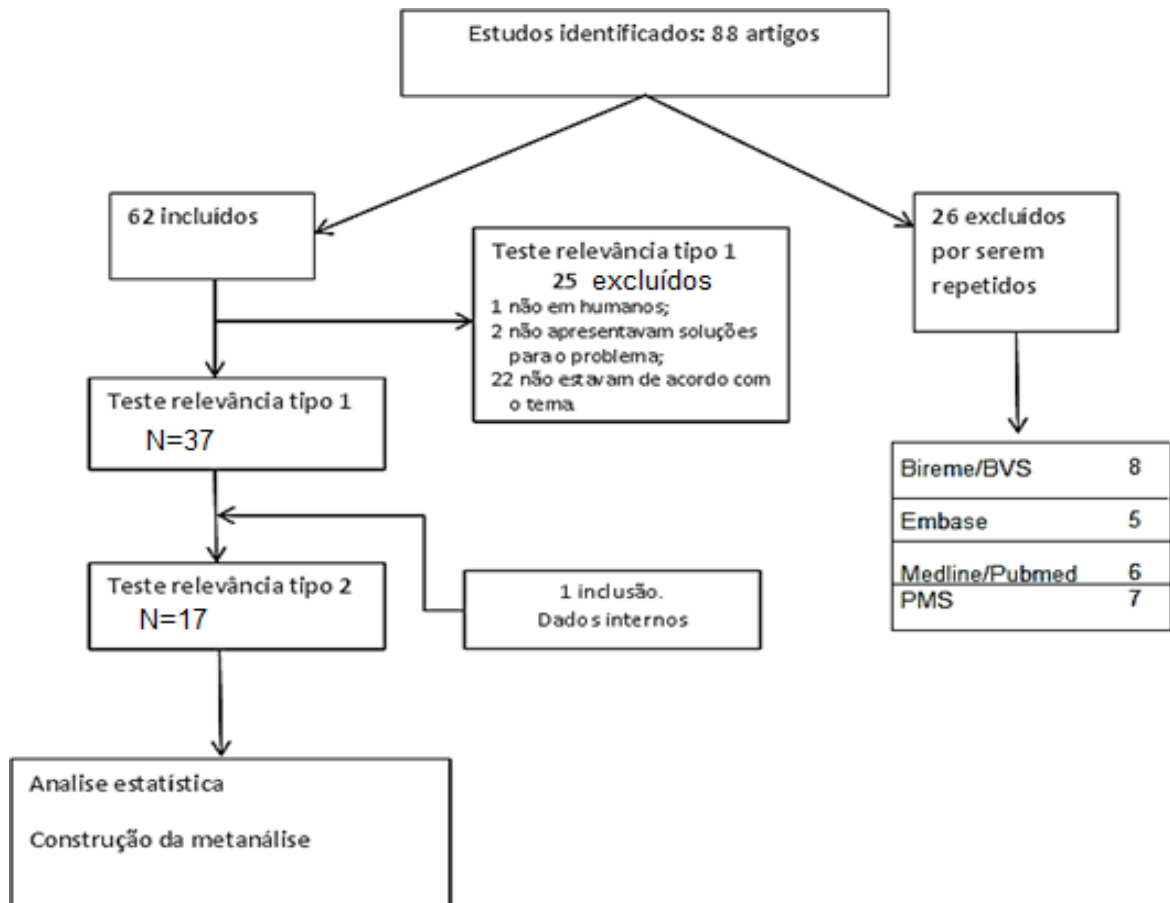 Estudos identificados: 88 artigos
62 incluídos
26 excluídos
por serem
repetidos
Teste relevância tipo 1
25 excluídos
1 não em humanos;
2 não apresentavam soluções
para o problema;
22 não estavam de acordo com
o tema.
Teste relevância tipo 1
N=37
Bireme/BVS 8
Embase 5
Medline/Pubmed 6
PMS 7
Teste relevância tipo 2
N=17
1 inclusão.
Dados internos
Analise estatística
Construção da metanálise